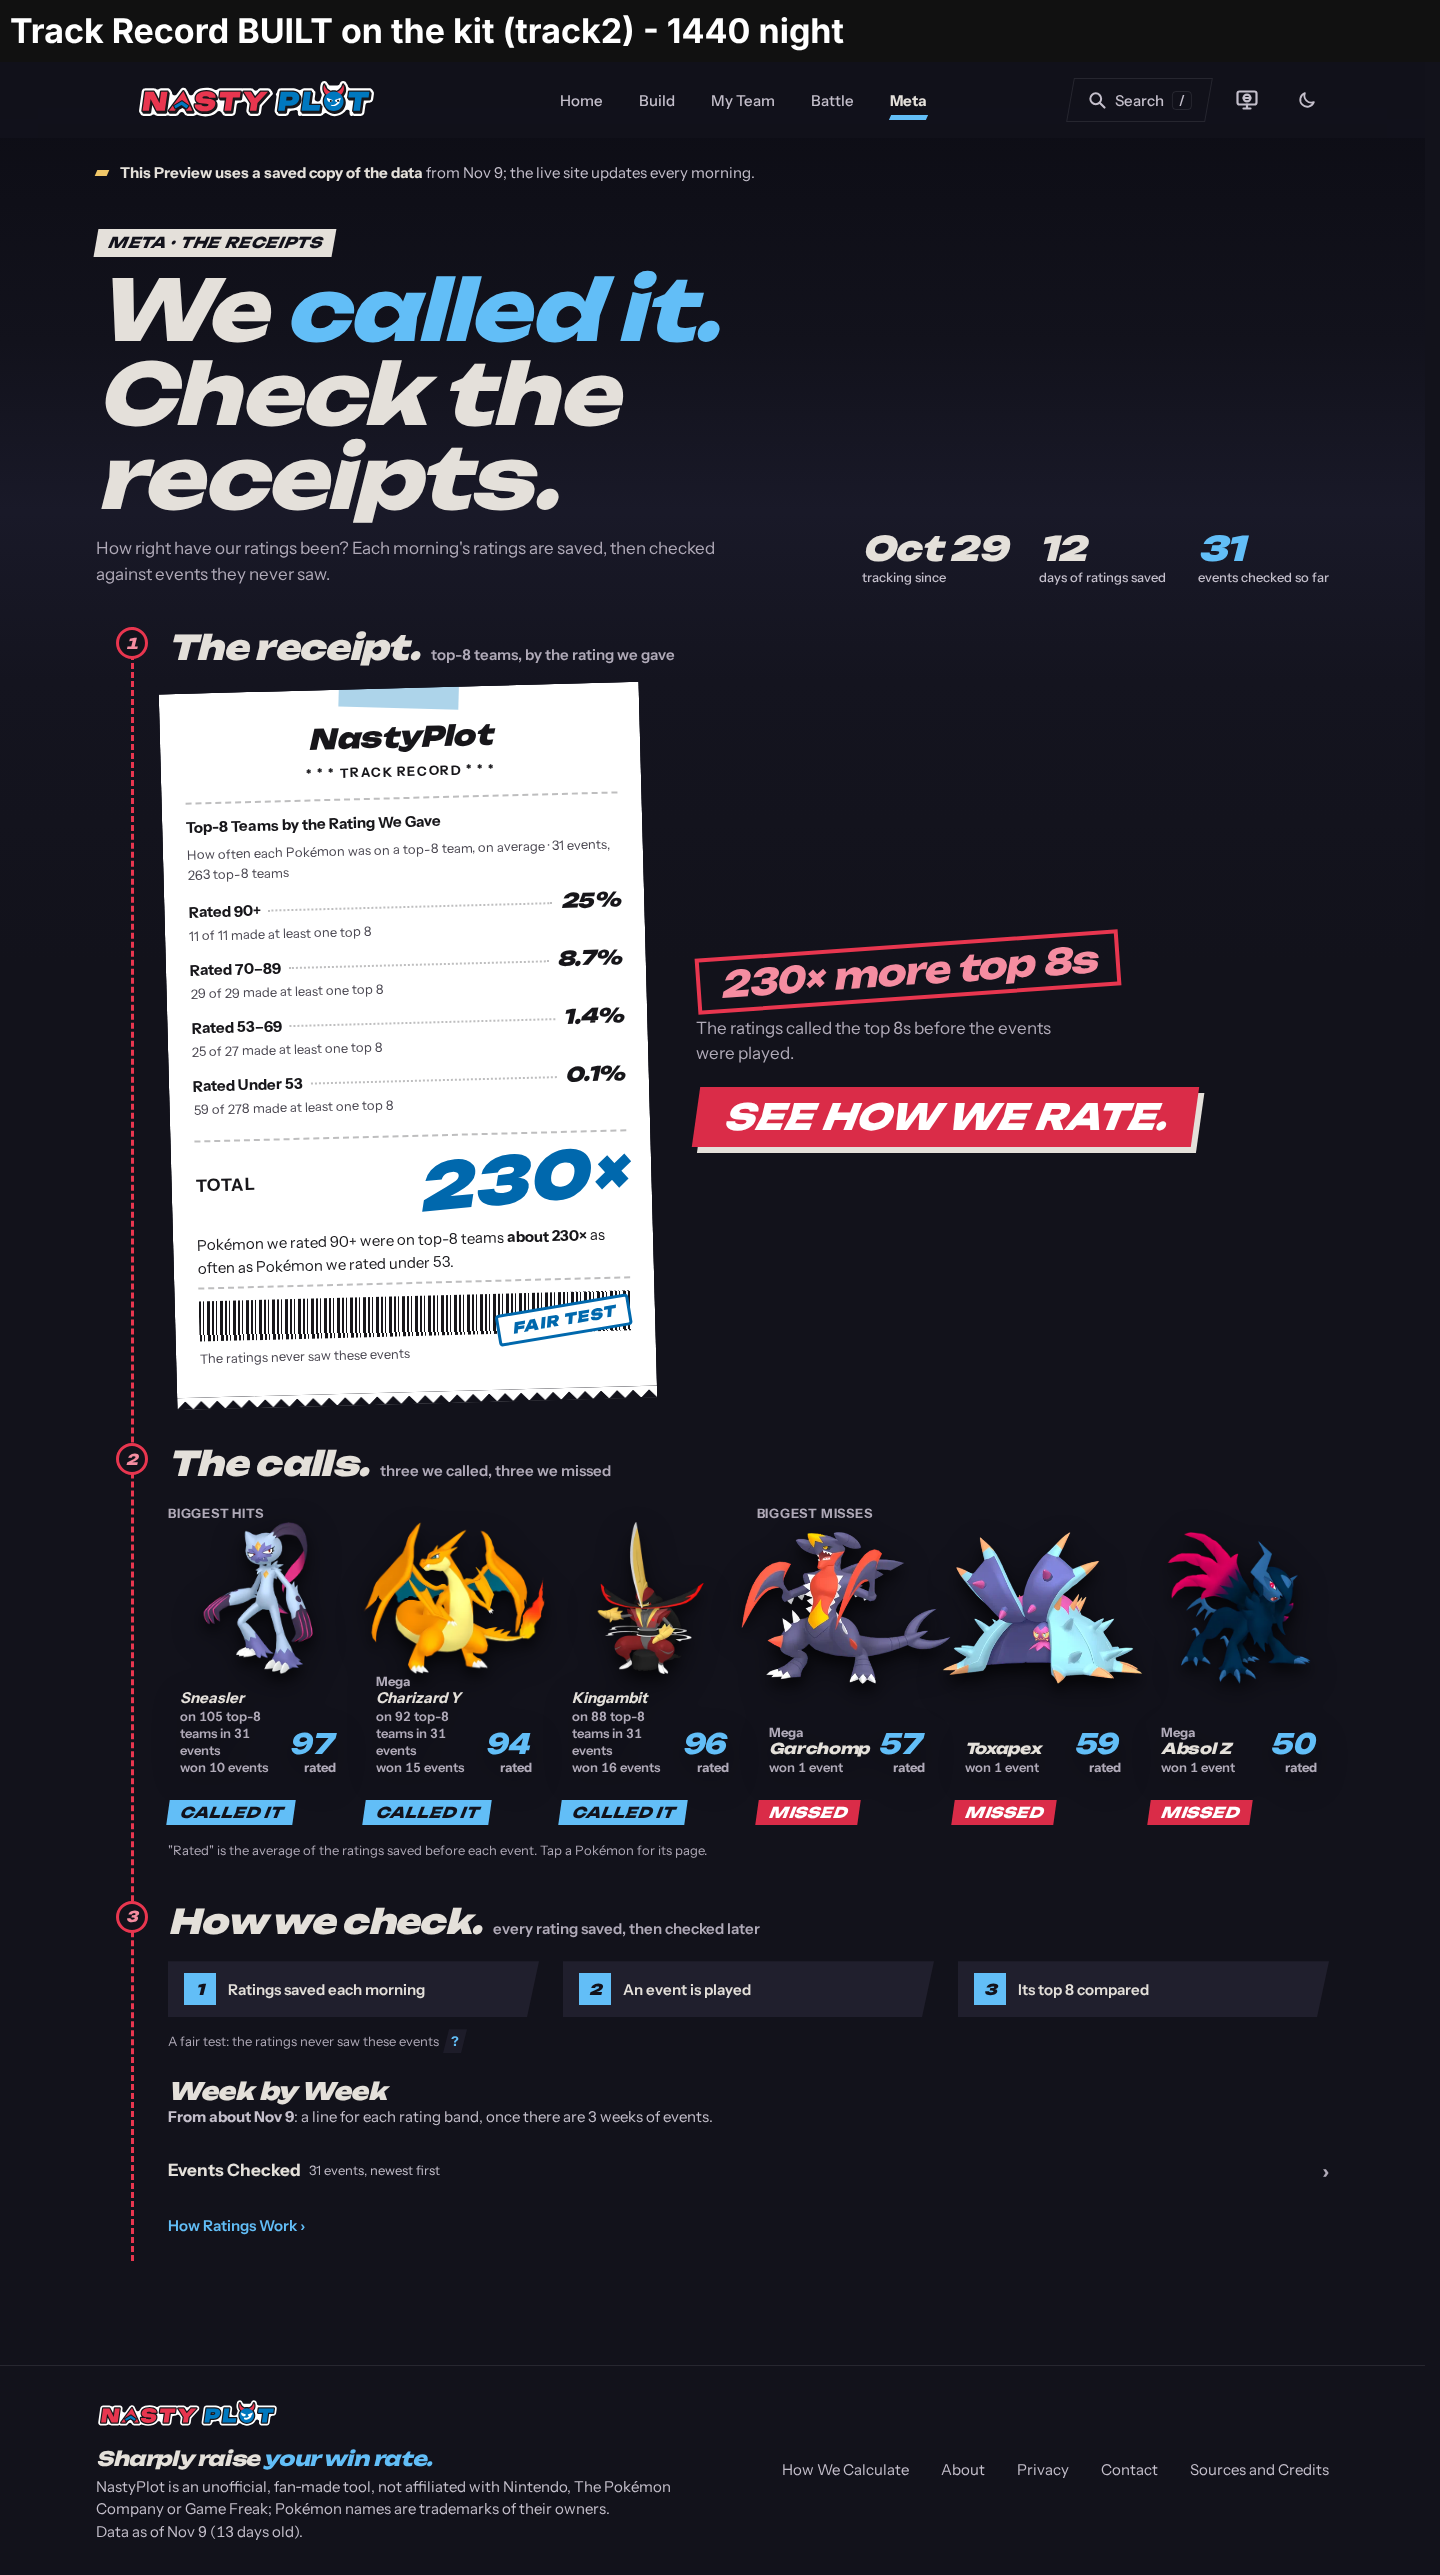 Track Record BUILT on the kit (track2) - 1440 night
NASTY PLOT
Home
Build
My Team
Battle
Meta
Search /
This Preview uses a saved copy of the data from Nov 9; the live site updates every morning.
META · THE RECEIPTS
We called it.
Check the
receipts.
How right have our ratings been? Each morning's ratings are saved, then checked
against events they never saw.
Oct 29
tracking since
12
days of ratings saved
31
events checked so far
1
The receipt. top-8 teams, by the rating we gave
NastyPlot
* * * TRACK RECORD * * *
Top-8 Teams by the Rating We Gave
How often each Pokémon was on a top-8 team, on average · 31 events,
263 top-8 teams
Rated 90+ 25%
11 of 11 made at least one top 8
Rated 70–89 8.7%
29 of 29 made at least one top 8
Rated 53–69 1.4%
25 of 27 made at least one top 8
Rated Under 53 0.1%
59 of 278 made at least one top 8
TOTAL 230×
Pokémon we rated 90+ were on top-8 teams about 230× as
often as Pokémon we rated under 53.
FAIR TEST
The ratings never saw these events
230× more top 8s
The ratings called the top 8s before the events
were played.
SEE HOW WE RATE.
2
The calls. three we called, three we missed
BIGGEST HITS
Sneasler
on 105 top-8
teams in 31
events
won 10 events
97
rated
CALLED IT
Mega
Charizard Y
on 92 top-8
teams in 31
events
won 15 events
94
rated
CALLED IT
Kingambit
on 88 top-8
teams in 31
events
won 16 events
96
rated
CALLED IT
BIGGEST MISSES
Mega
Garchomp
won 1 event
57
rated
MISSED
Toxapex
won 1 event
59
rated
MISSED
Mega
Absol Z
won 1 event
50
rated
MISSED
"Rated" is the average of the ratings saved before each event. Tap a Pokémon for its page.
3
How we check. every rating saved, then checked later
1 Ratings saved each morning
2 An event is played
3 Its top 8 compared
A fair test: the ratings never saw these events ?
Week by Week
From about Nov 9: a line for each rating band, once there are 3 weeks of events.
Events Checked 31 events, newest first ›
How Ratings Work ›
NASTY PLOT
Sharply raise your win rate.
NastyPlot is an unofficial, fan-made tool, not affiliated with Nintendo, The Pokémon
Company or Game Freak; Pokémon names are trademarks of their owners.
Data as of Nov 9 (13 days old).
How We Calculate
About
Privacy
Contact
Sources and Credits